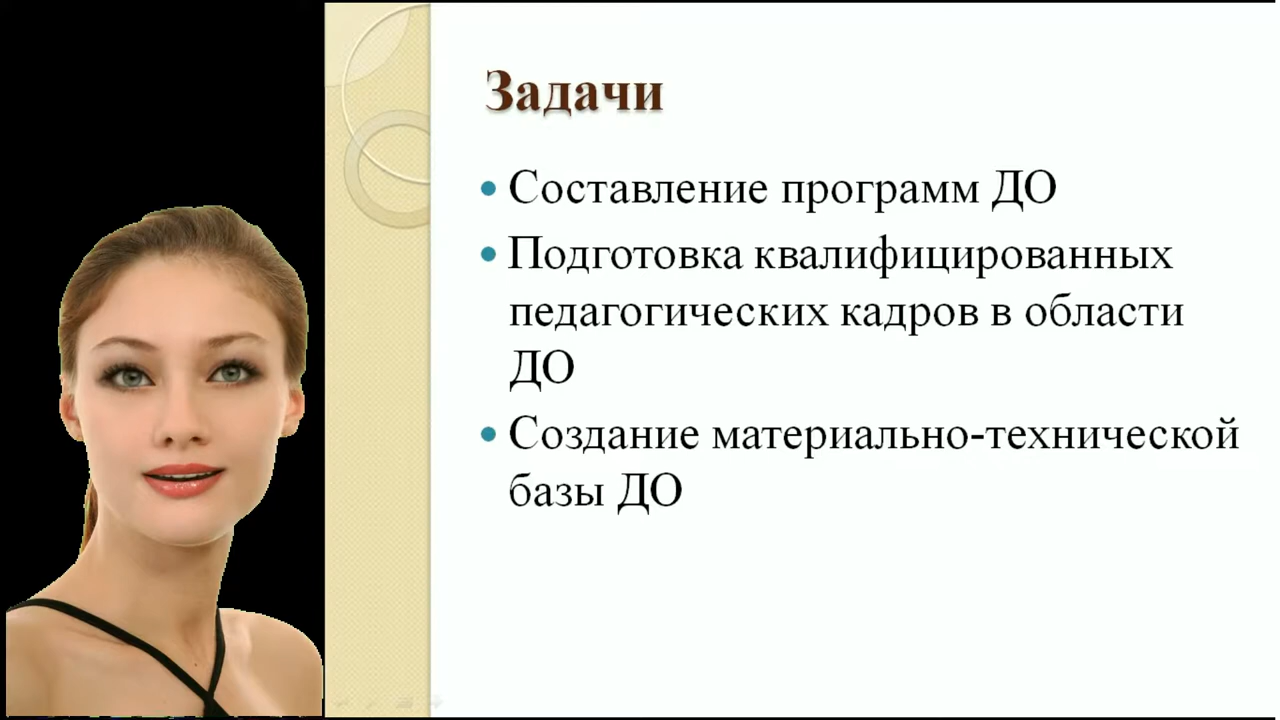 Задачи
Составление программ ДО
Подготовка квалифицированных
педагогических кадров в области
ДО
Создание материально-технической
базы ДО